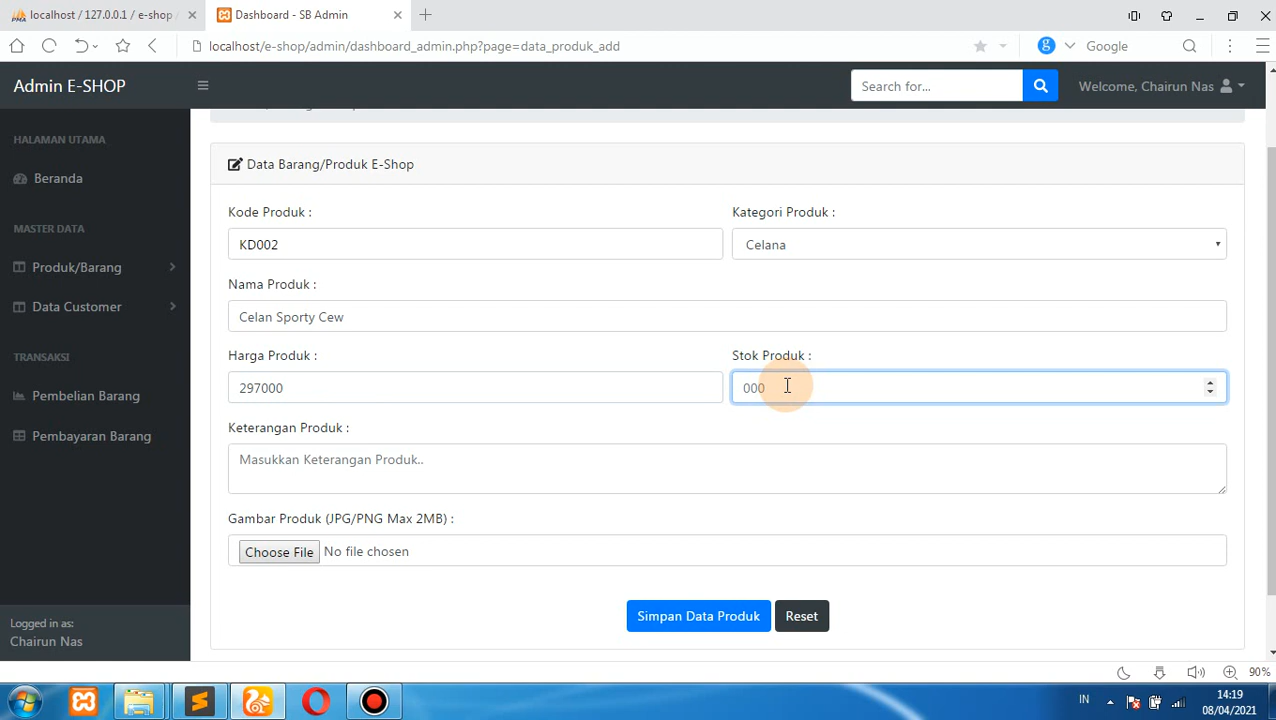 localhost / 127.0.0.1 / e-shop
Dashboard - SB Admin
localhost/e-shop/admin/dashboard_admin.php?page=data_produk_add
Google
Admin E-SHOP
Search for...
Welcome, Chairun Nas
HALAMAN UTAMA
Beranda
MASTER DATA
Produk/Barang
Data Customer
TRANSAKSI
Pembelian Barang
Pembayaran Barang
Logged in as:
Chairun Nas
Data Barang/Produk E-Shop
Kode Produk :
Kategori Produk :
KD002
Celana
Nama Produk :
Celan Sporty Cew
Harga Produk :
Stok Produk :
297000
000
Keterangan Produk :
Masukkan Keterangan Produk..
Gambar Produk (JPG/PNG Max 2MB) :
Choose File No file chosen
Simpan Data Produk
Reset
90%
IN
14:19
08/04/2021